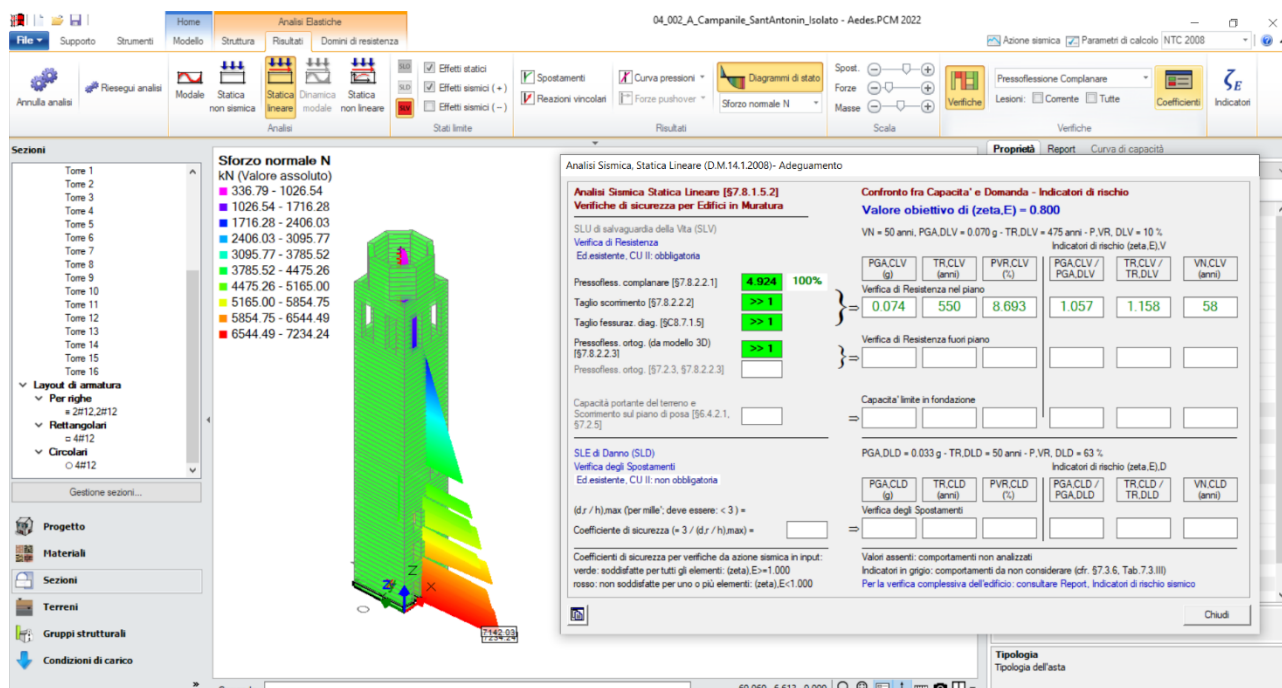 04_002_A_Campanile_SantAntonin_Isolato - Aedes.PCM 2022
Home
Analisi Elastiche
File
Supporto
Strumenti
Modello
Struttura
Risultati
Domini di resistenza
Azione sismica
Parametri di calcolo
NTC 2008
Annulla analisi
Riesegui analisi
Modale
Statica non sismica
Statica lineare
Dinamica modale
Statica non lineare
Analisi
SLD
SLV
Effetti statici
Effetti sismici (+)
Effetti sismici (–)
Stati limite
Spostamenti
Reazioni vincolari
Curva pressioni
Forze pushover
Diagrammi di stato
Sforzo normale N
Risultati
Spost.
Forze
Masse
Scala
Verifiche
Pressoflessione Complanare
Lesioni:
Corrente
Tutte
Coefficienti
Verifiche
ζE
Indicatori
Sezioni
Torre 1
Torre 2
Torre 3
Torre 4
Torre 5
Torre 6
Torre 7
Torre 8
Torre 9
Torre 10
Torre 11
Torre 12
Torre 13
Torre 14
Torre 15
Torre 16
Layout di armatura
Per righe
2#12,2#12
Rettangolari
4#12
Circolari
4#12
Gestione sezioni...
Progetto
Materiali
Sezioni
Terreni
Gruppi strutturali
Condizioni di carico
»
Sforzo normale N
kN (Valore assoluto)
336.79 - 1026.54
1026.54 - 1716.28
1716.28 - 2406.03
2406.03 - 3095.77
3095.77 - 3785.52
3785.52 - 4475.26
4475.26 - 5165.00
5165.00 - 5854.75
5854.75 - 6544.49
6544.49 - 7234.24
Z
X
7142.03
7234.24
Proprietà
Report
Curva di capacità
Analisi Sismica, Statica Lineare (D.M.14.1.2008)- Adeguamento
Analisi Sismica Statica Lineare [§7.8.1.5.2]
Verifiche di sicurezza per Edifici in Muratura
SLU di salvaguardia della Vita (SLV)
Verifica di Resistenza
Ed.esistente, CU II: obbligatoria
Pressofless. complanare [§7.8.2.2.1]
4.924
100%
Taglio scorrimento [§7.8.2.2.2]
>> 1
Taglio fessuraz. diag. [§C8.7.1.5]
>> 1
Pressofless. ortog. (da modello 3D)
[§7.8.2.2.3]
>> 1
Pressofless. ortog. [§7.2.3, §7.8.2.2.3]
Capacità portante del terreno e
Scorrimento sul piano di posa [§6.4.2.1,
§7.2.5]
SLE di Danno (SLD)
Verifica degli Spostamenti
Ed.esistente, CU II: non obbligatoria
(d,r / h),max ('per mille'; deve essere: < 3 ) =
Coefficiente di sicurezza (= 3 / (d,r / h),max) =
Coefficienti di sicurezza per verifiche da azione sismica in input:
verde: soddisfatte per tutti gli elementi: (zeta),E>=1.000
rosso: non soddisfatte per uno o più elementi: (zeta),E<1.000
Confronto fra Capacita' e Domanda - Indicatori di rischio
Valore obiettivo di (zeta,E) = 0.800
VN = 50 anni, PGA,DLV = 0.070 g - TR,DLV = 475 anni - P,VR, DLV = 10 %
Indicatori di rischio (zeta,E),V
PGA,CLV (g)
TR,CLV (anni)
PVR,CLV (%)
PGA,CLV / PGA,DLV
TR,CLV / TR,DLV
VN,CLV (anni)
Verifica di Resistenza nel piano
0.074
550
8.693
1.057
1.158
58
Verifica di Resistenza fuori piano
Capacita' limite in fondazione
PGA,DLD = 0.033 g - TR,DLD = 50 anni - P,VR, DLD = 63 %
Indicatori di rischio (zeta,E),D
PGA,CLD (g)
TR,CLD (anni)
PVR,CLD (%)
PGA,CLD / PGA,DLD
TR,CLD / TR,DLD
VN,CLD (anni)
Verifica degli Spostamenti
Valori assenti: comportamenti non analizzati
Indicatori in grigio: comportamenti da non considerare (cfr. §7.3.6, Tab.7.3.III)
Per la verifica complessiva dell'edificio: consultare Report, Indicatori di rischio sismico
Chiudi
Tipologia
Tipologia dell'asta